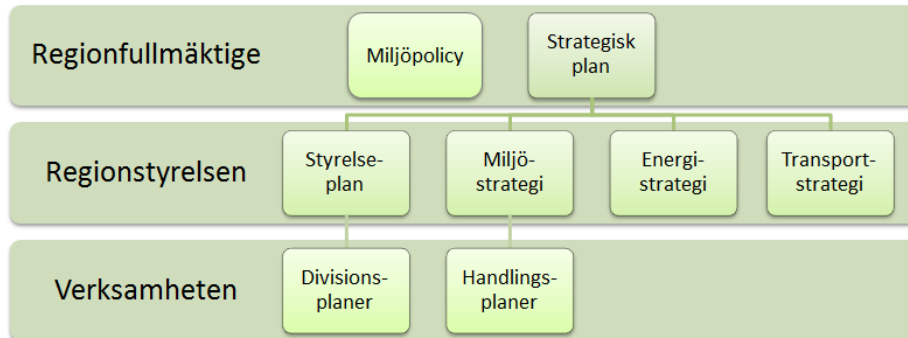 Regionfullmäktige
Miljöpolicy
Strategisk
plan
Regionstyrelsen
Styrelse-
plan
Miljö-
strategi
Energi-
strategi
Transport-
strategi
Verksamheten
Divisions-
planer
Handlings-
planer